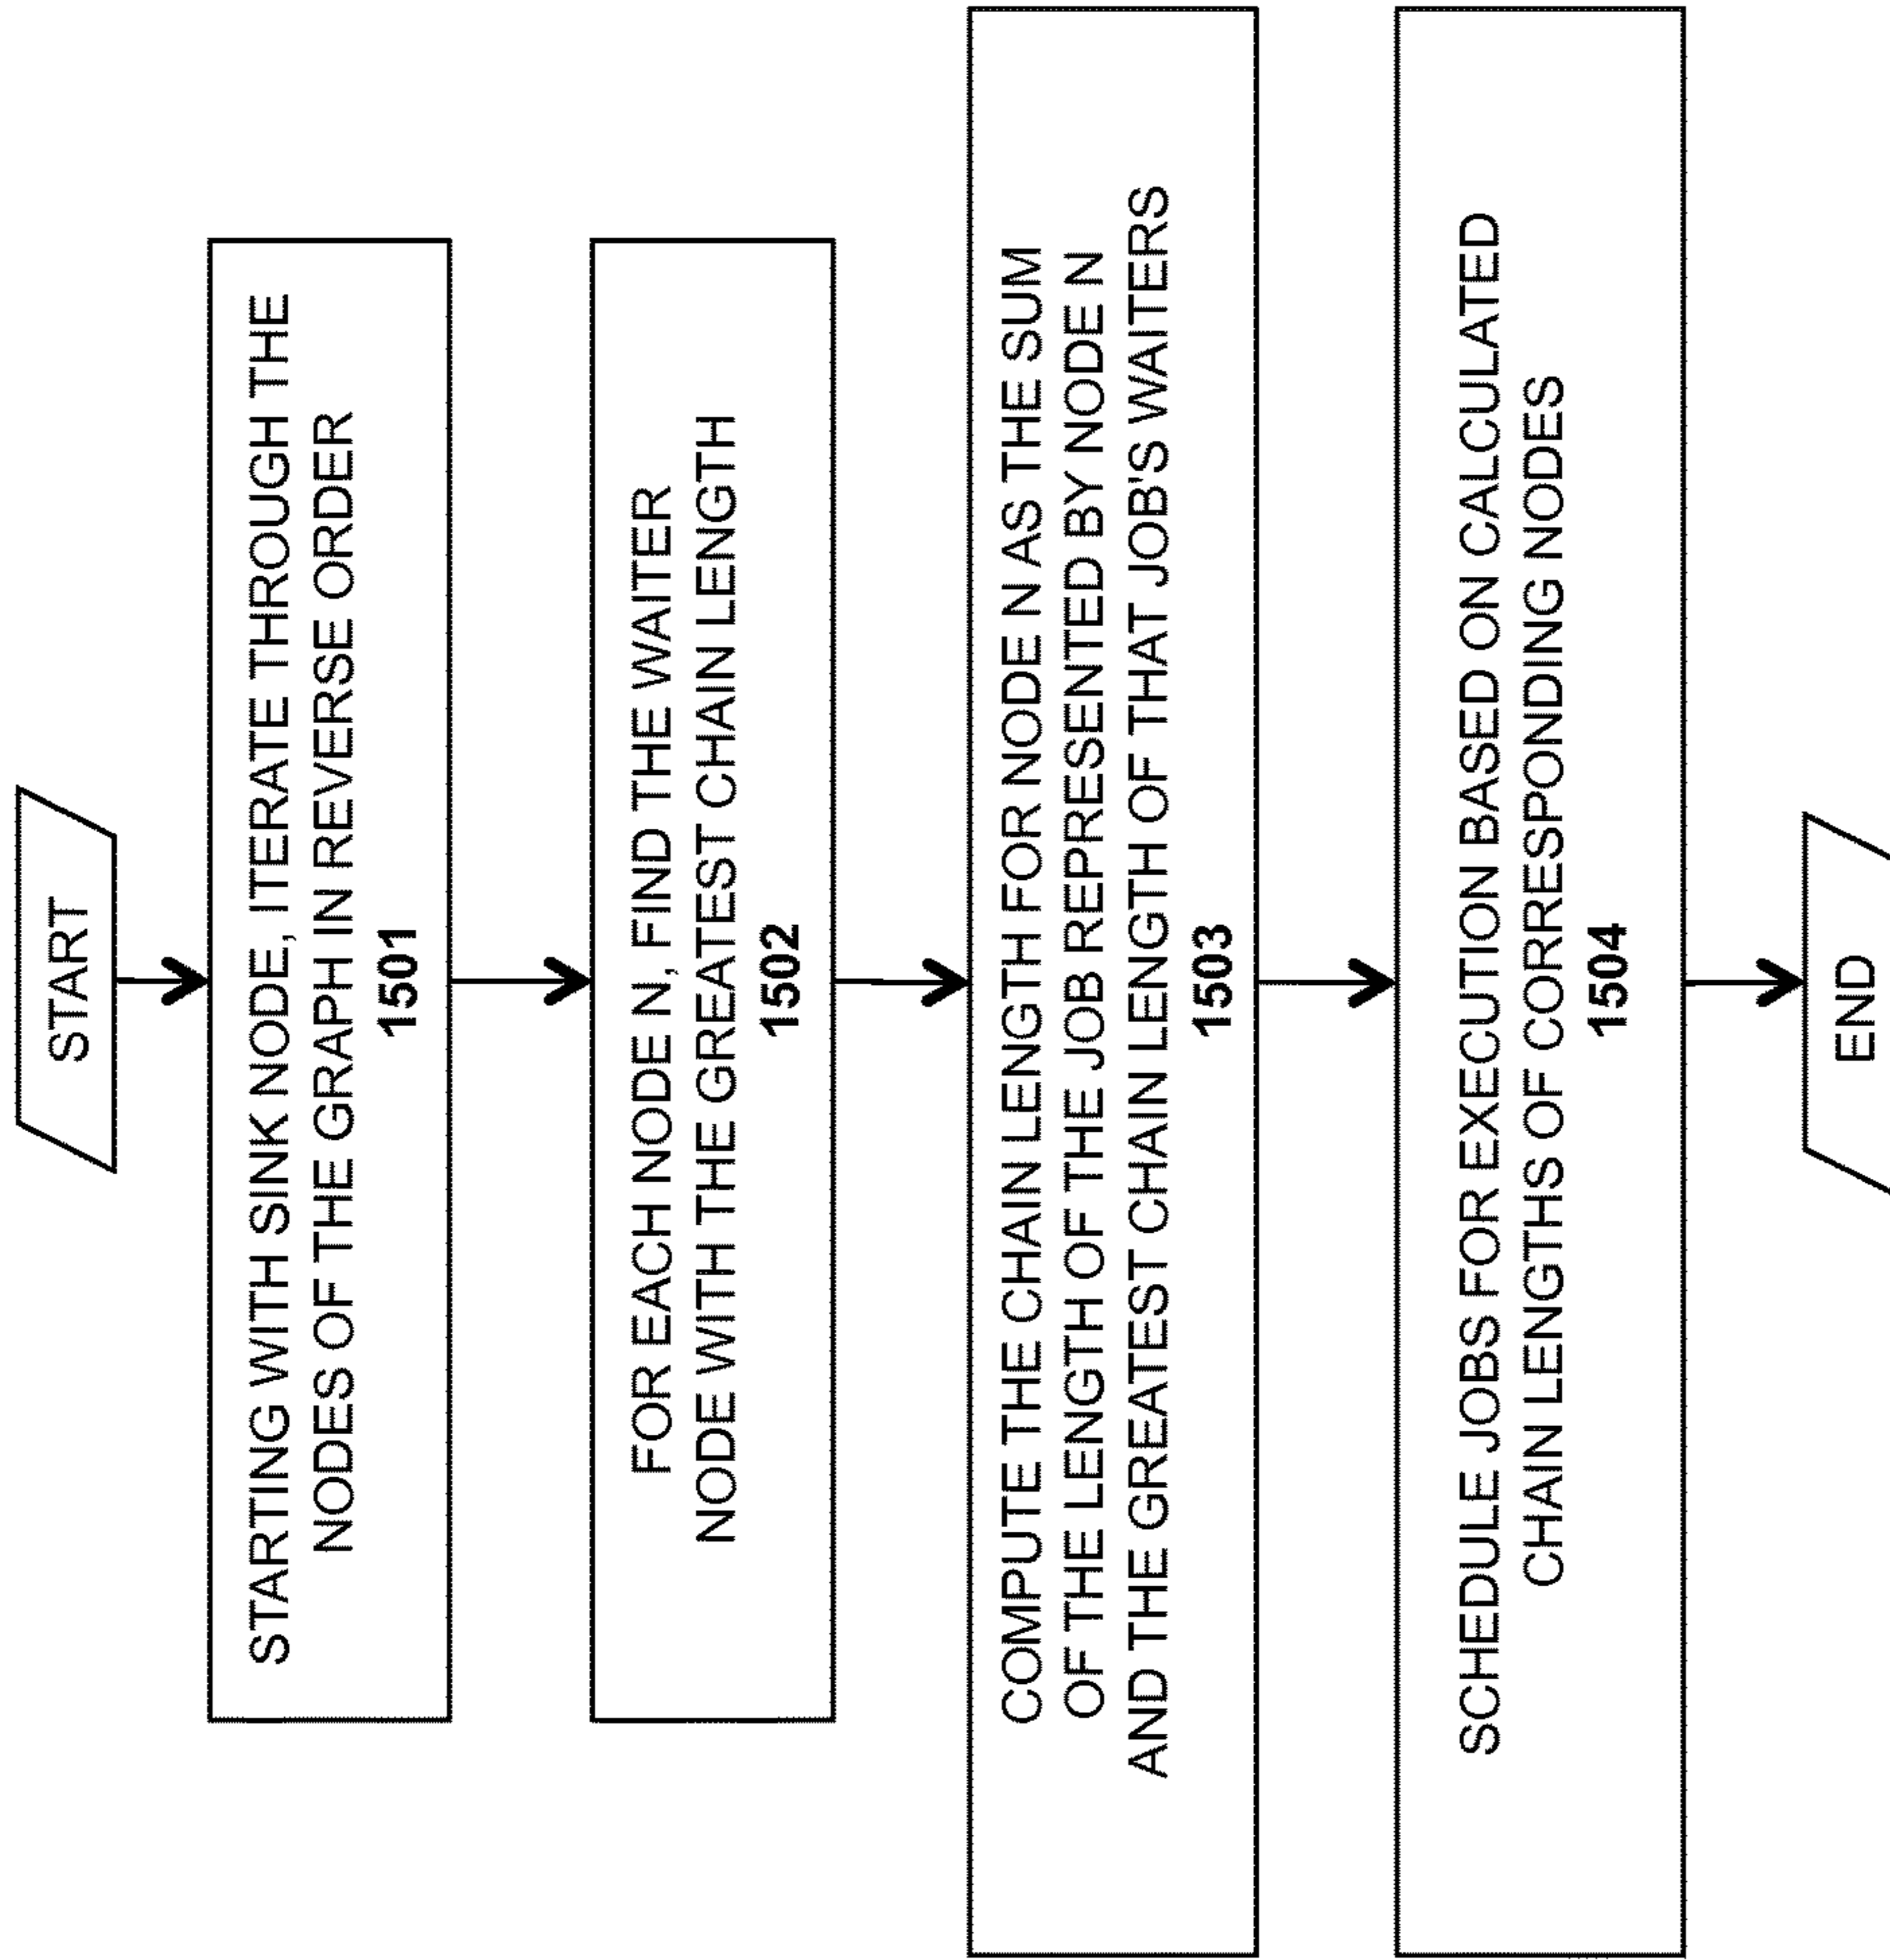 START
STARTING WITH SINK NODE, ITERATE THROUGH THE
NODES OF THE GRAPH IN REVERSE ORDER
1501
FOR EACH NODE N, FIND THE WAITER
NODE WITH THE GREATEST CHAIN LENGTH
1502
COMPUTE THE CHAIN LENGTH FOR NODE N AS THE SUM
OF THE LENGTH OF THE JOB REPRESENTED BY NODE N
AND THE GREATEST CHAIN LENGTH OF THAT JOB'S WAITERS
1503
SCHEDULE JOBS FOR EXECUTION BASED ON CALCULATED
CHAIN LENGTHS OF CORRESPONDING NODES
1504
END